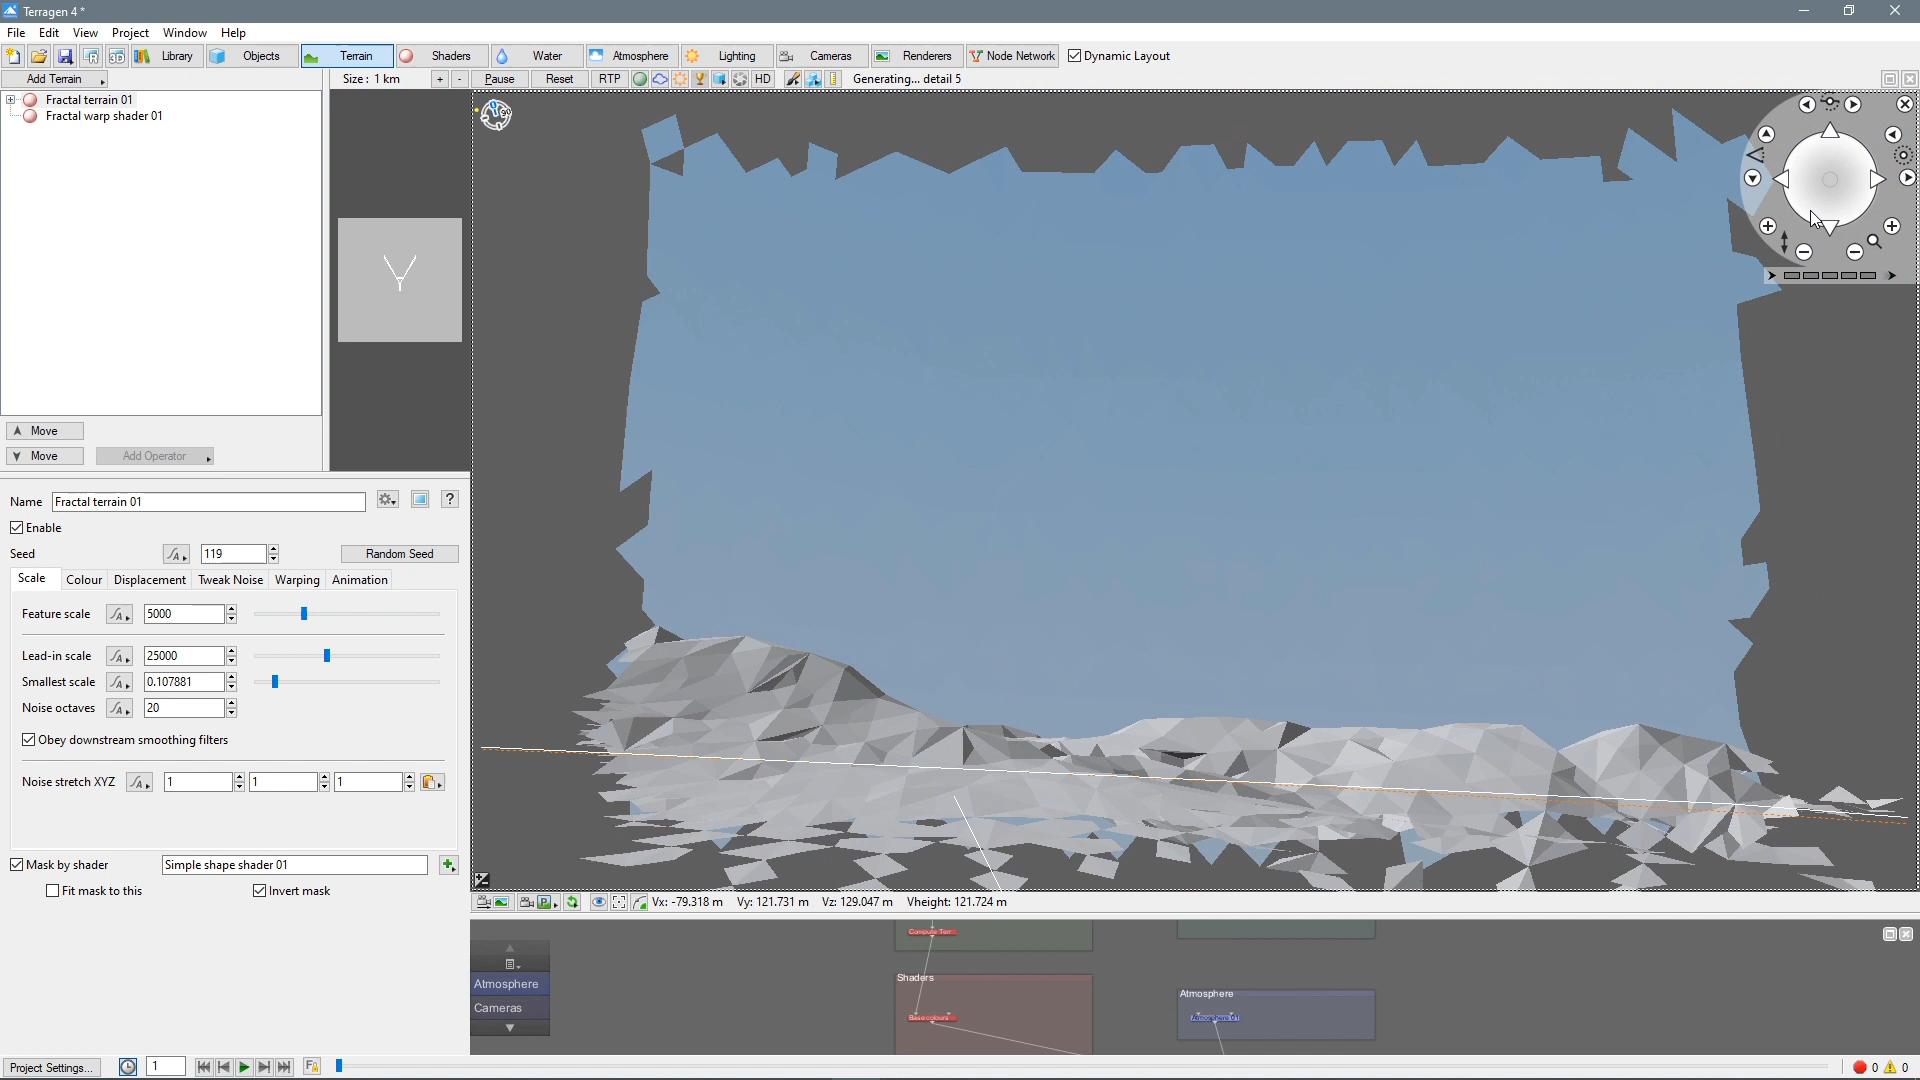 Terragen 4 *
File Edit View Project Window Help
Library Objects Terrain Shaders Water Atmosphere Lighting Cameras Renderers Node Network Dynamic Layout
Add Terrain Size : 1 km + - Pause Reset RTP HD Generating... detail 5
Fractal terrain 01
Fractal warp shader 01
Move
Move Add Operator
Name Fractal terrain 01 ?
Enable
Seed 119 Random Seed
Scale Colour Displacement Tweak Noise Warping Animation
Feature scale 5000
Lead-in scale 25000
Smallest scale 0.107881
Noise octaves 20
Obey downstream smoothing filters
Noise stretch XYZ 1 1 1
Mask by shader Simple shape shader 01
Fit mask to this Invert mask
Vx: -79.318 m Vy: 121.731 m Vz: 129.047 m Vheight: 121.724 m
Compute Terr
Shaders
Base colours
Atmosphere
Cameras
Atmosphere
Atmosphere 01
Project Settings... 1 0 0